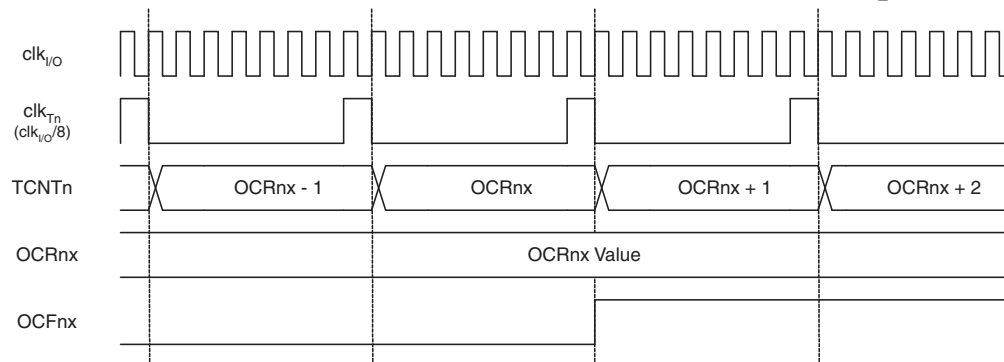 clkI/O
clkTn
(clkI/O/8)
TCNTn OCRnx - 1 OCRnx OCRnx + 1 OCRnx + 2
OCRnx OCRnx Value
OCFnx